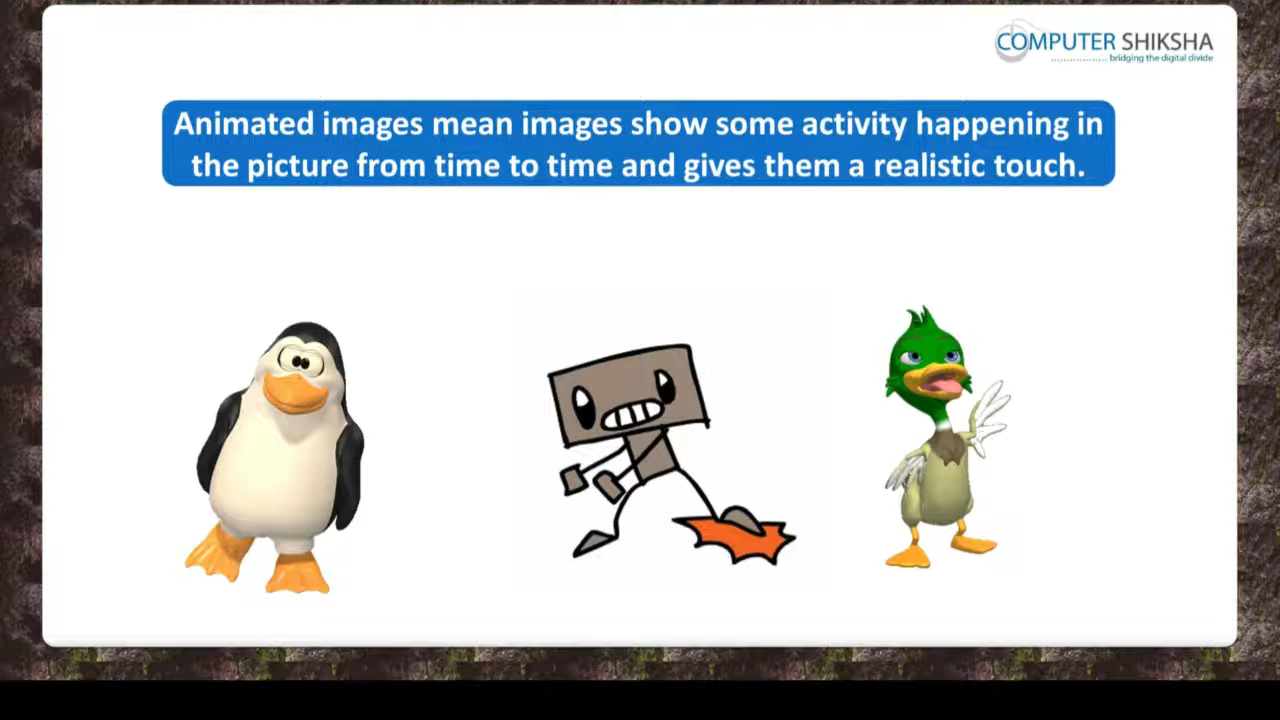 COMPUTER SHIKSHA
bridging the digital divide
Animated images mean images show some activity happening in
the picture from time to time and gives them a realistic touch.